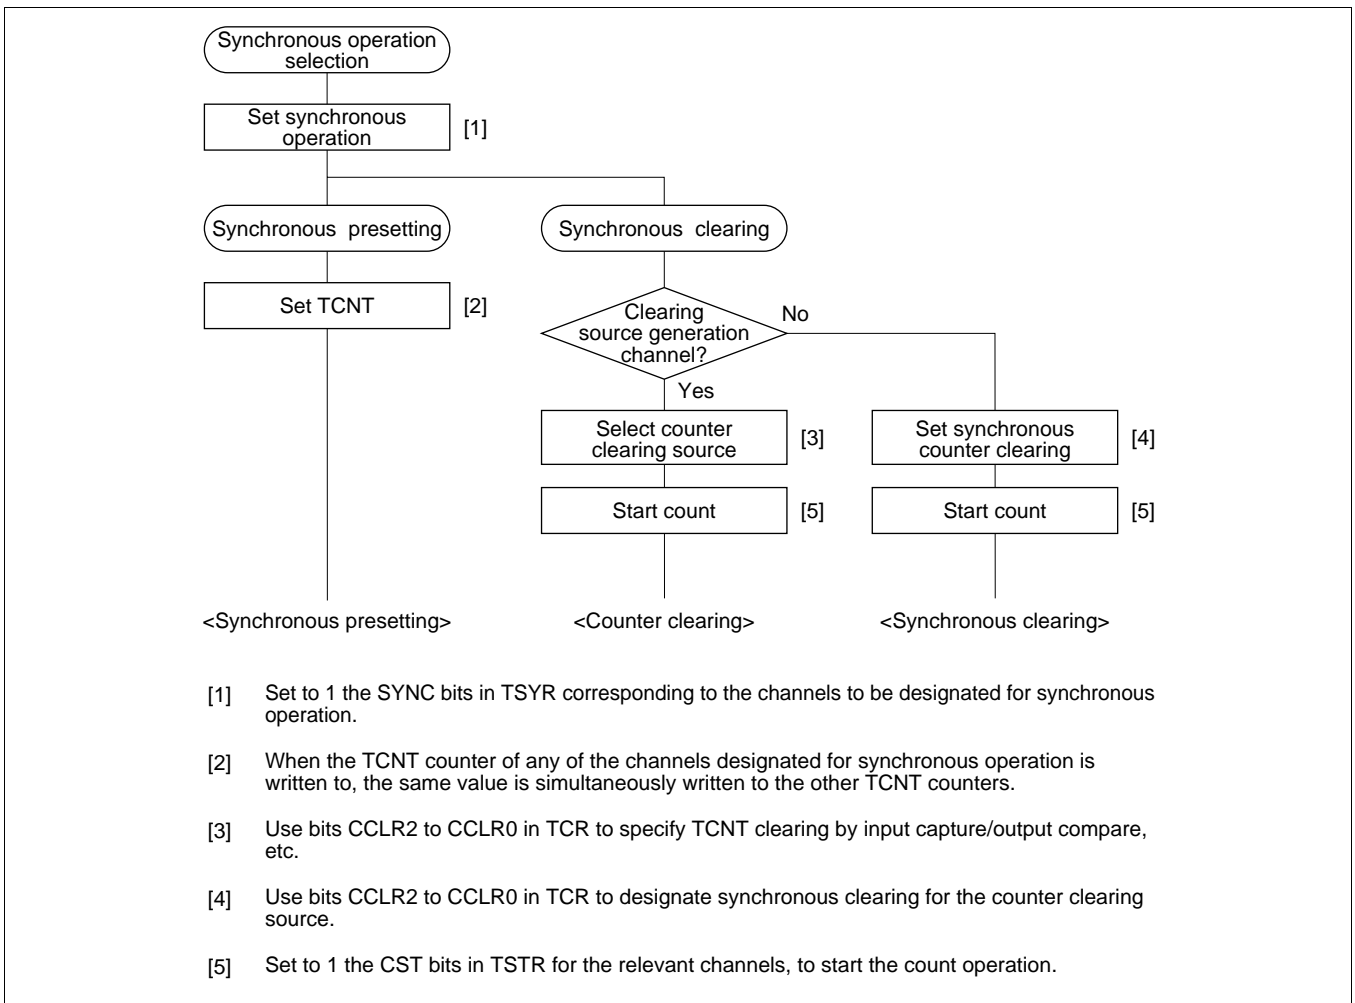 Synchronous operation
selection
Set synchronous
operation
[1]
Synchronous presetting
Synchronous clearing
Set TCNT
[2]
Clearing
source generation
channel?
No
Yes
Select counter
clearing source
[3]
Set synchronous
counter clearing
[4]
Start count
[5]
Start count
[5]
<Synchronous presetting>
<Counter clearing>
<Synchronous clearing>
[1] Set to 1 the SYNC bits in TSYR corresponding to the channels to be designated for synchronous
operation.
[2] When the TCNT counter of any of the channels designated for synchronous operation is
written to, the same value is simultaneously written to the other TCNT counters.
[3] Use bits CCLR2 to CCLR0 in TCR to specify TCNT clearing by input capture/output compare,
etc.
[4] Use bits CCLR2 to CCLR0 in TCR to designate synchronous clearing for the counter clearing
source.
[5] Set to 1 the CST bits in TSTR for the relevant channels, to start the count operation.